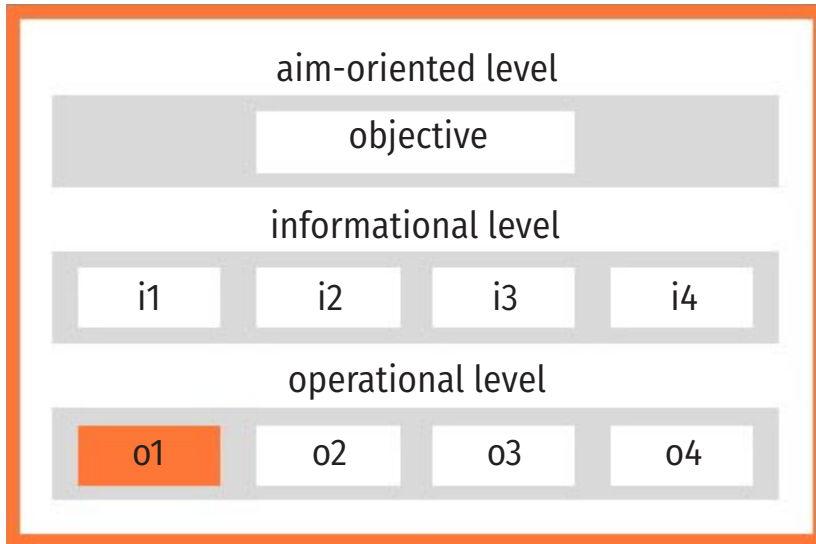 aim-oriented level
objective
informational level
i1 i2 i3 i4
operational level
o1 o2 o3 o4